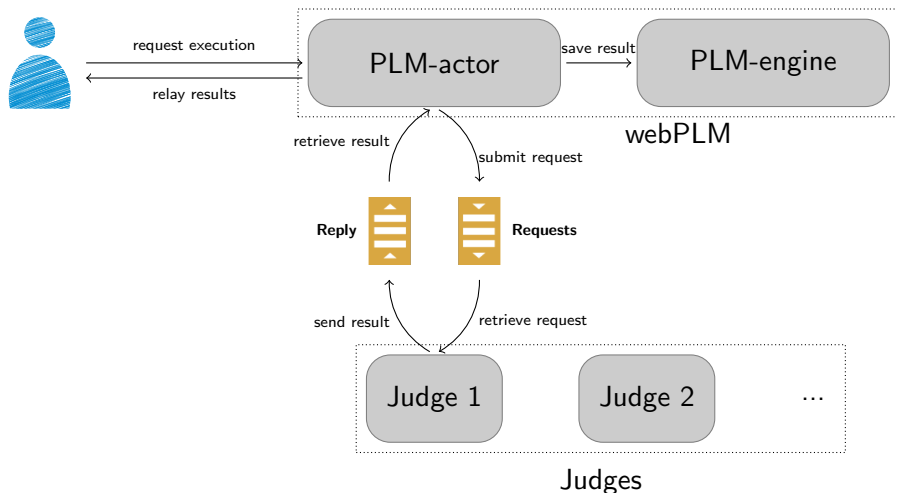 request execution
relay results
PLM-actor
save result
PLM-engine
webPLM
retrieve result
submit request
Reply
Requests
send result
retrieve request
Judge 1
Judge 2
...
Judges